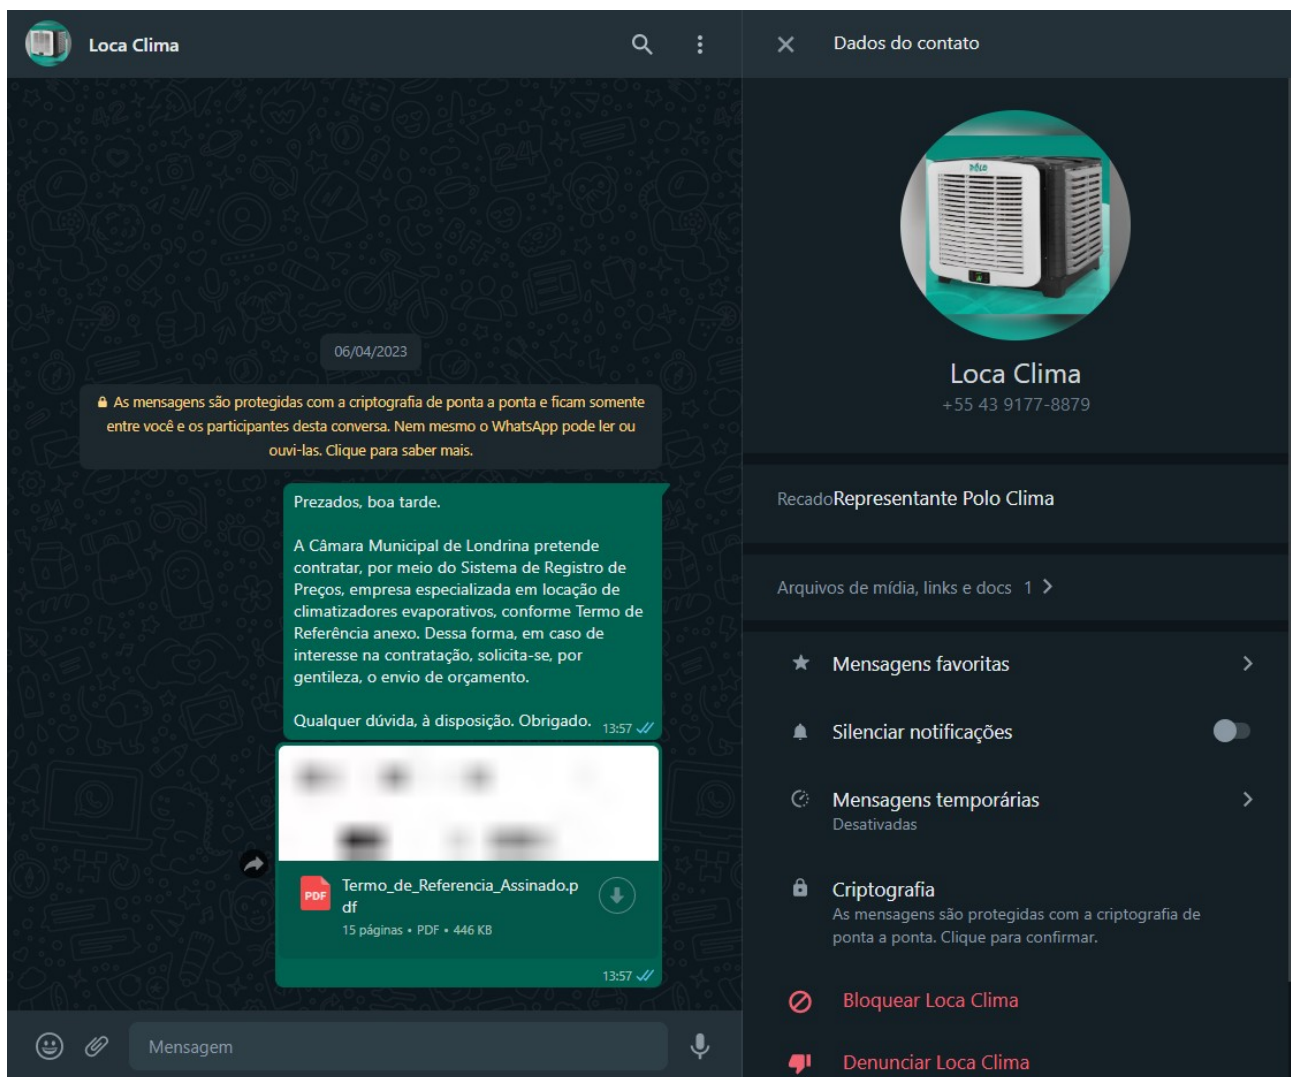 Loca Clima
06/04/2023
As mensagens são protegidas com a criptografia de ponta a ponta e ficam somente
entre você e os participantes desta conversa. Nem mesmo o WhatsApp pode ler ou
ouvi-las. Clique para saber mais.
Prezados, boa tarde.
A Câmara Municipal de Londrina pretende
contratar, por meio do Sistema de Registro de
Preços, empresa especializada em locação de
climatizadores evaporativos, conforme Termo de
Referência anexo. Dessa forma, em caso de
interesse na contratação, solicita-se, por
gentileza, o envio de orçamento.
Qualquer dúvida, à disposição. Obrigado. 13:57
PDF
Termo_de_Referencia_Assinado.p
df
15 páginas • PDF • 446 KB
13:57
Mensagem
Dados do contato
POLO
Loca Clima
+55 43 9177-8879
RecadoRepresentante Polo Clima
Arquivos de mídia, links e docs 1
Mensagens favoritas
Silenciar notificações
Mensagens temporárias
Desativadas
Criptografia
As mensagens são protegidas com a criptografia de
ponta a ponta. Clique para confirmar.
Bloquear Loca Clima
Denunciar Loca Clima